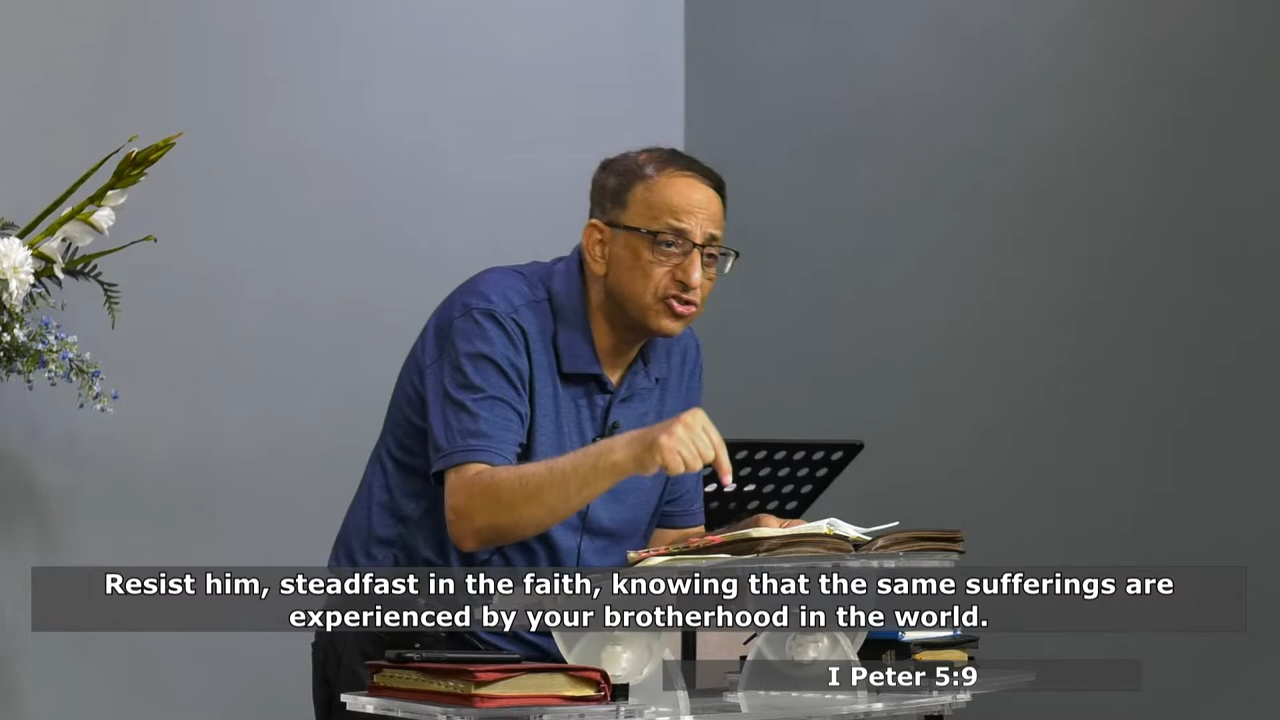 Resist him, steadfast in the faith, knowing that the same sufferings are
experienced by your brotherhood in the world.
I Peter 5:9